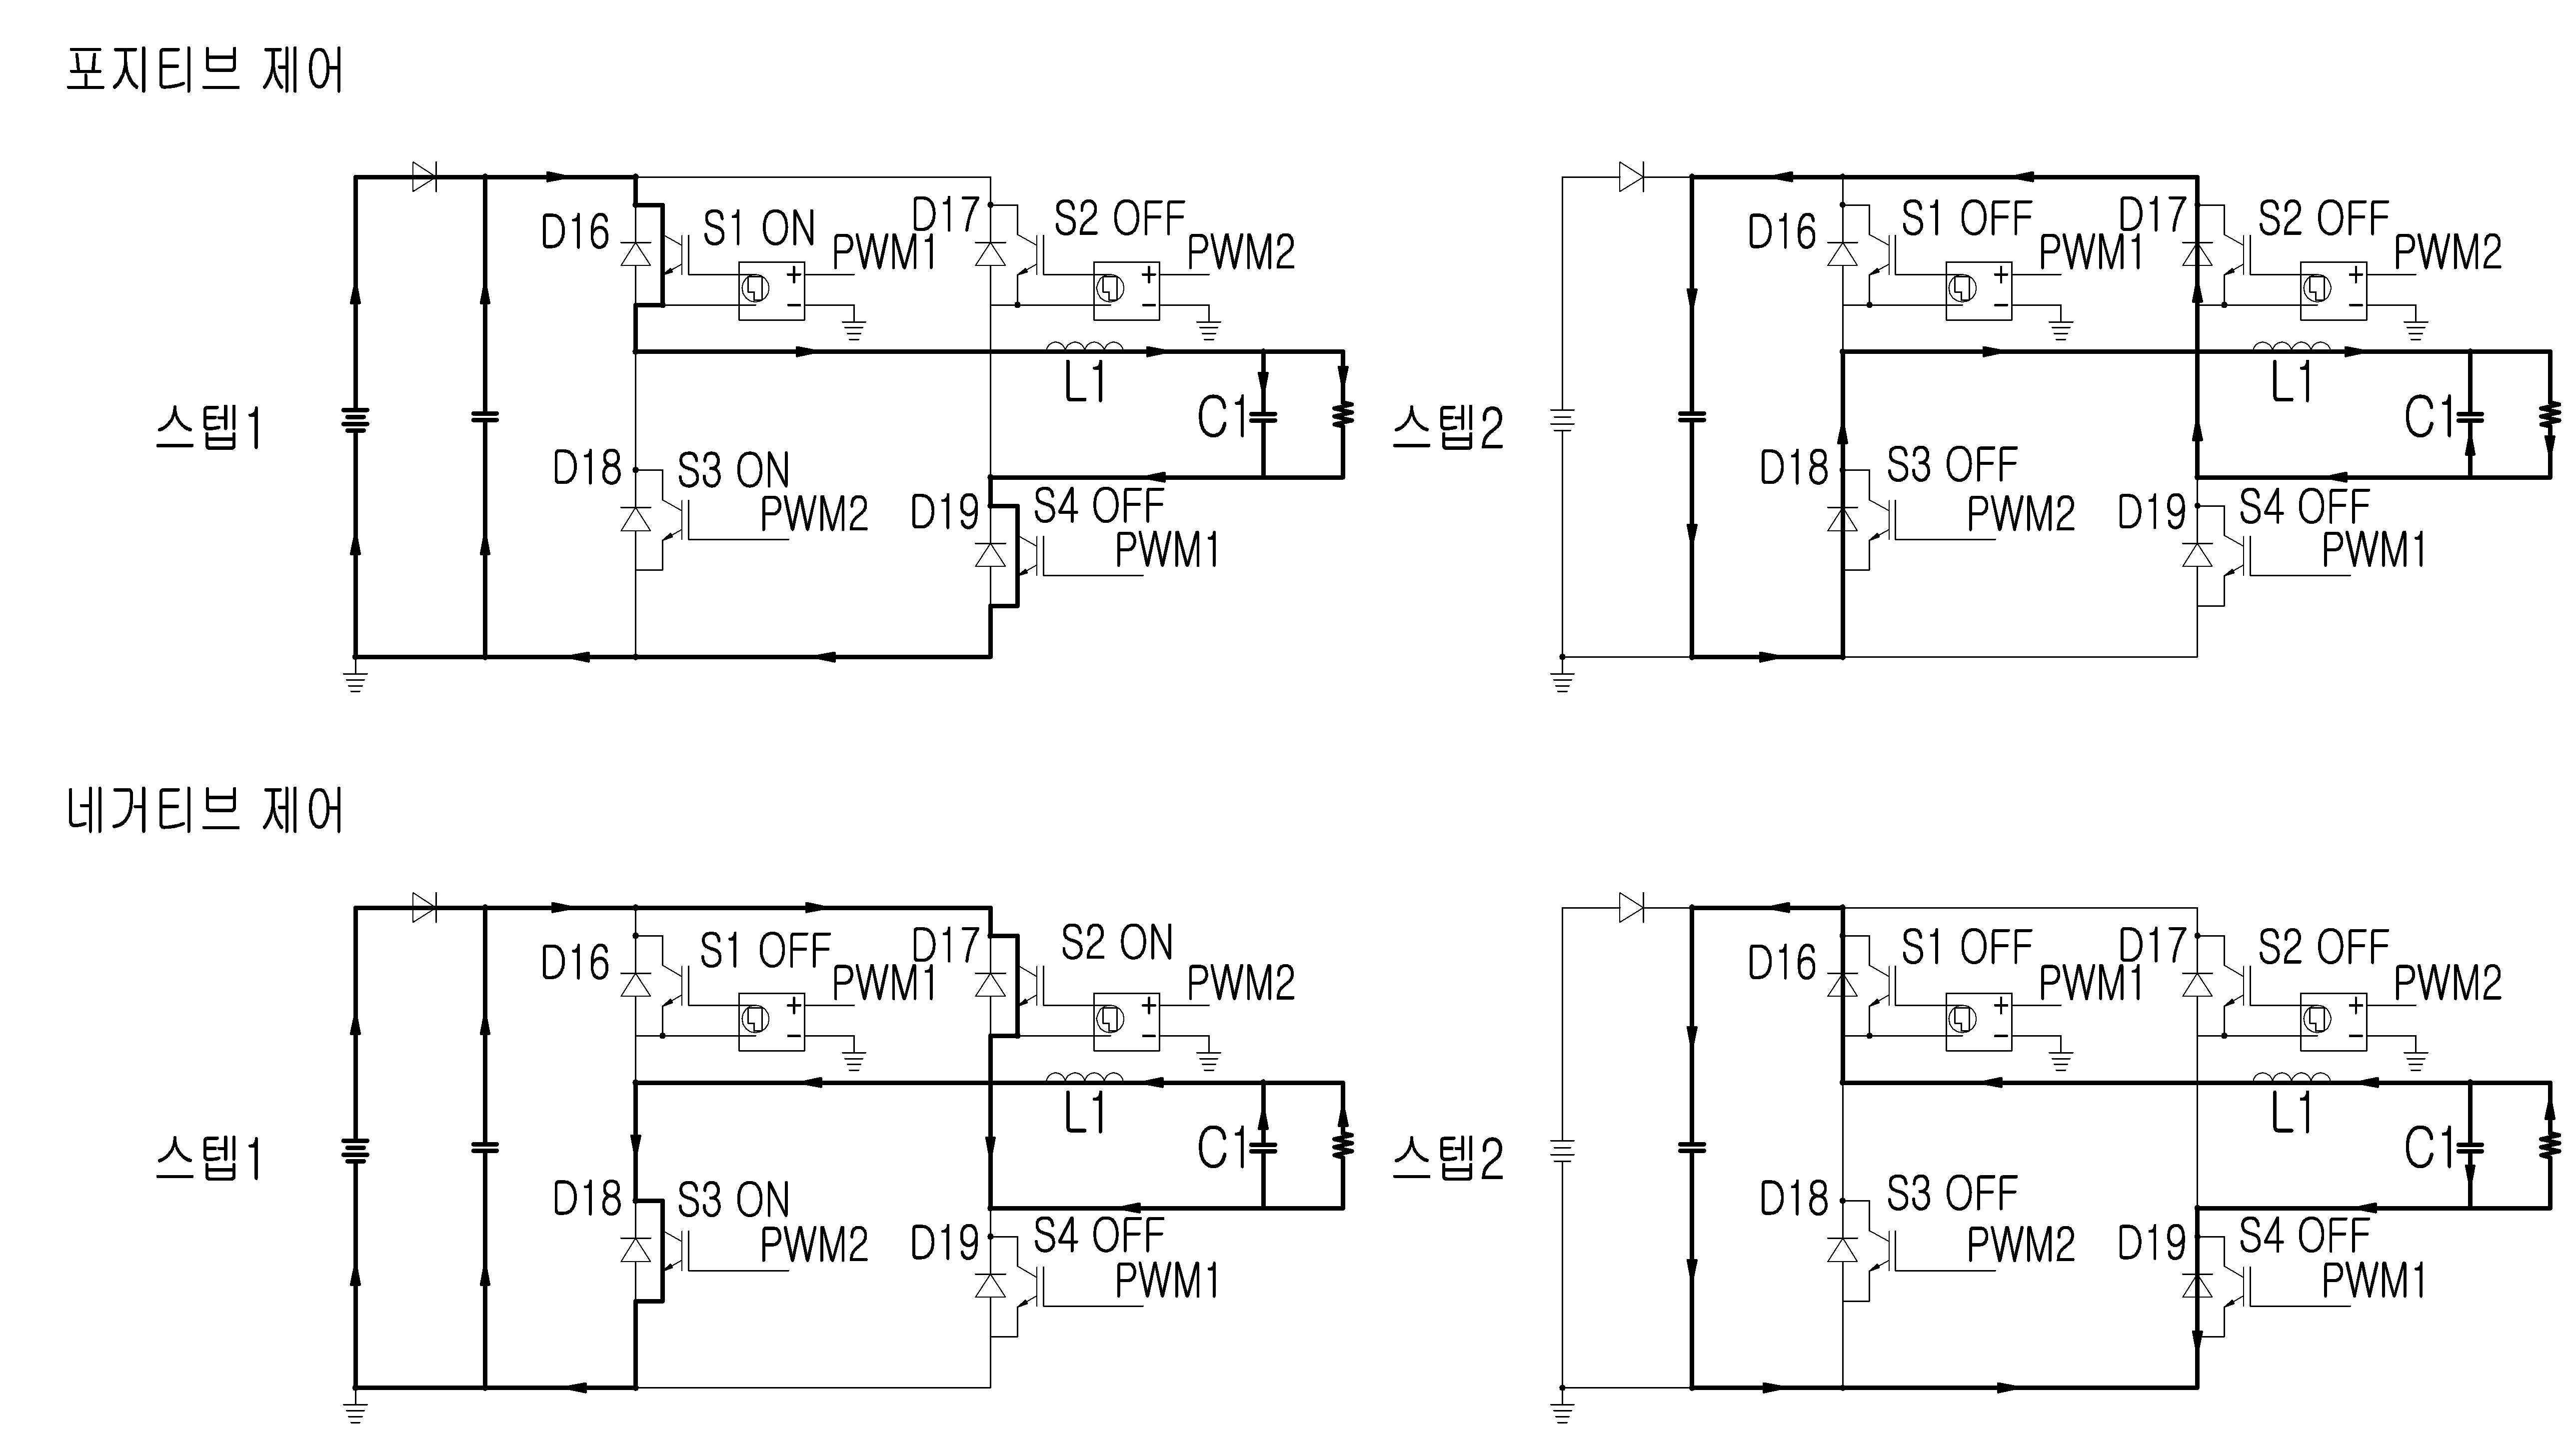 포지티브 제어
스텝1
D16
S1 ON
PWM1
D17
S2 OFF
PWM2
+
−
+
−
L1
C1
D18
S3 ON
PWM2
D19
S4 OFF
PWM1
스텝2
D16
S1 OFF
PWM1
D17
S2 OFF
PWM2
+
−
+
−
L1
C1
D18
S3 OFF
PWM2
D19
S4 OFF
PWM1
네거티브 제어
스텝1
D16
S1 OFF
PWM1
D17
S2 ON
PWM2
+
−
+
−
L1
C1
D18
S3 ON
PWM2
D19
S4 OFF
PWM1
스텝2
D16
S1 OFF
PWM1
D17
S2 OFF
PWM2
+
−
+
−
L1
C1
D18
S3 OFF
PWM2
D19
S4 OFF
PWM1